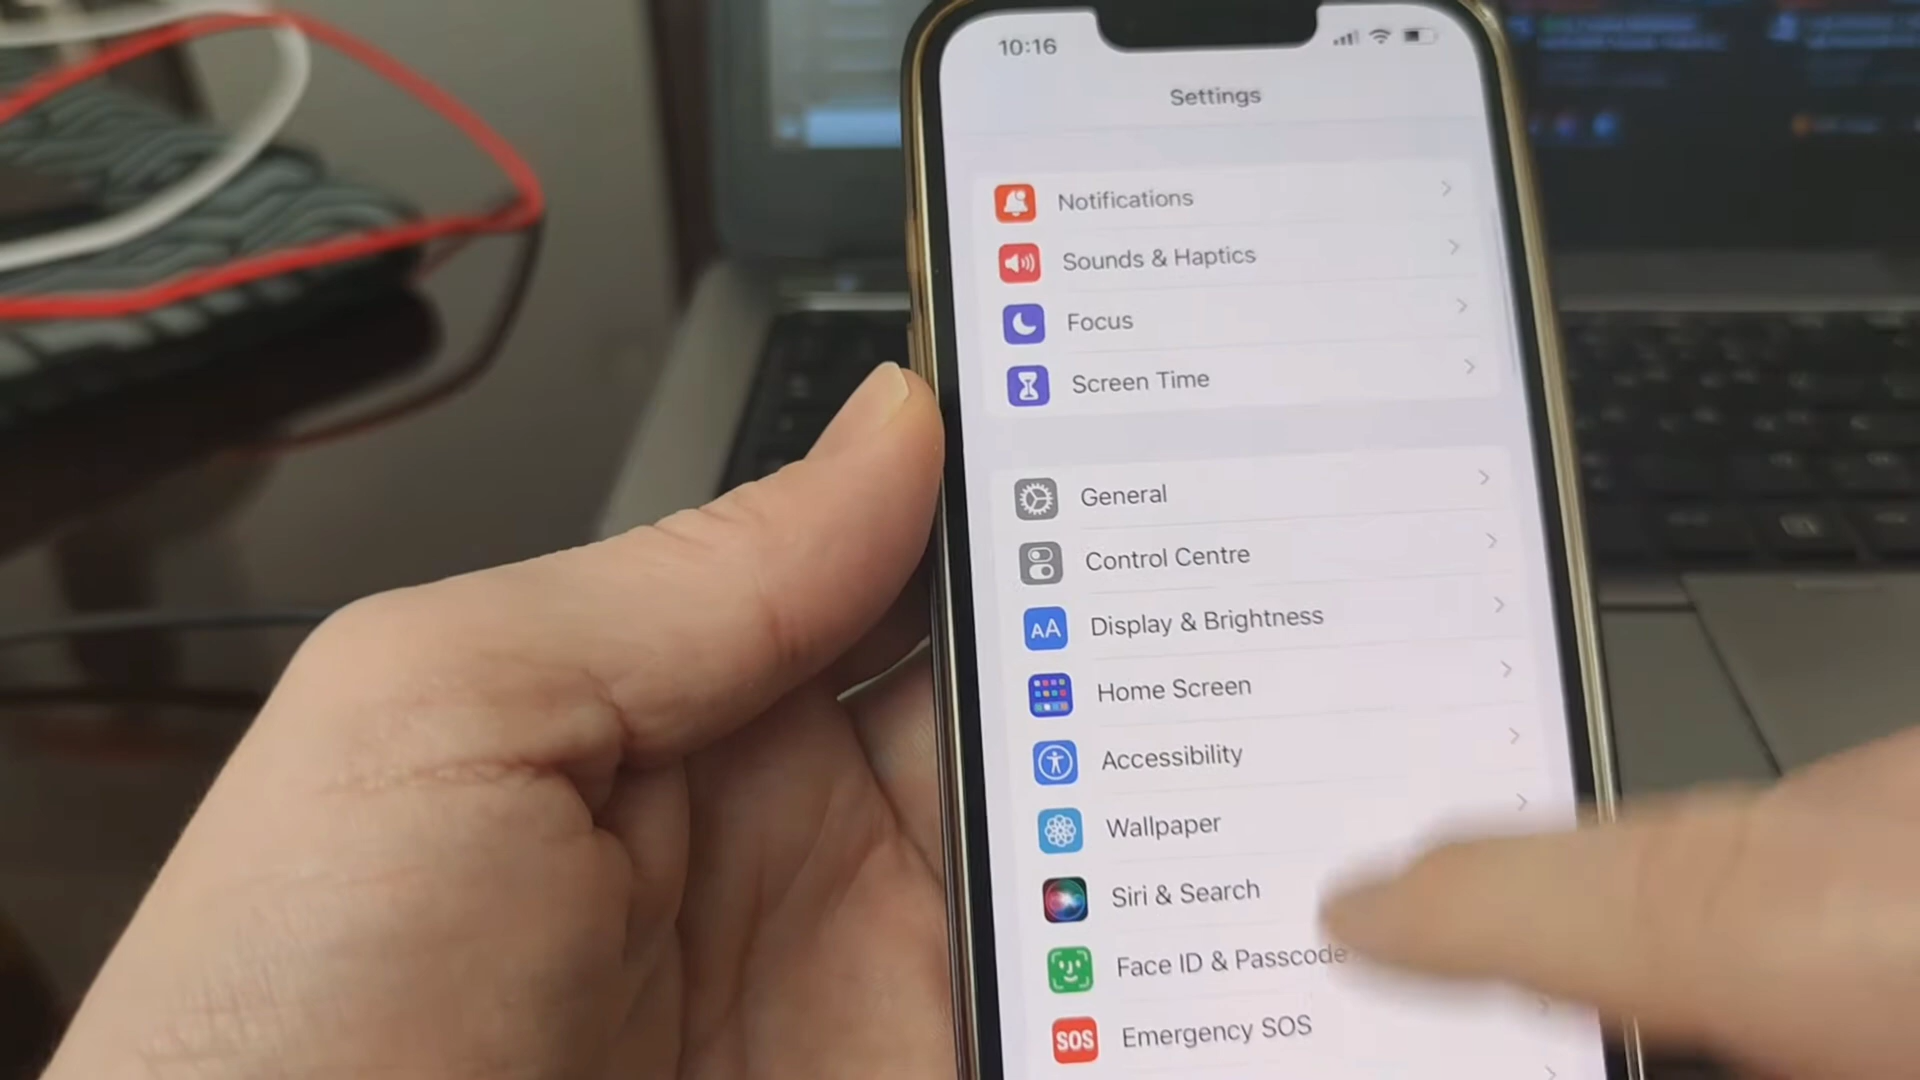 10:16
Settings
Notifications
Sounds & Haptics
Focus
Screen Time
General
Control Centre
AA Display & Brightness
Home Screen
Accessibility
Wallpaper
Siri & Search
Face ID & Passcode
SOS Emergency SOS